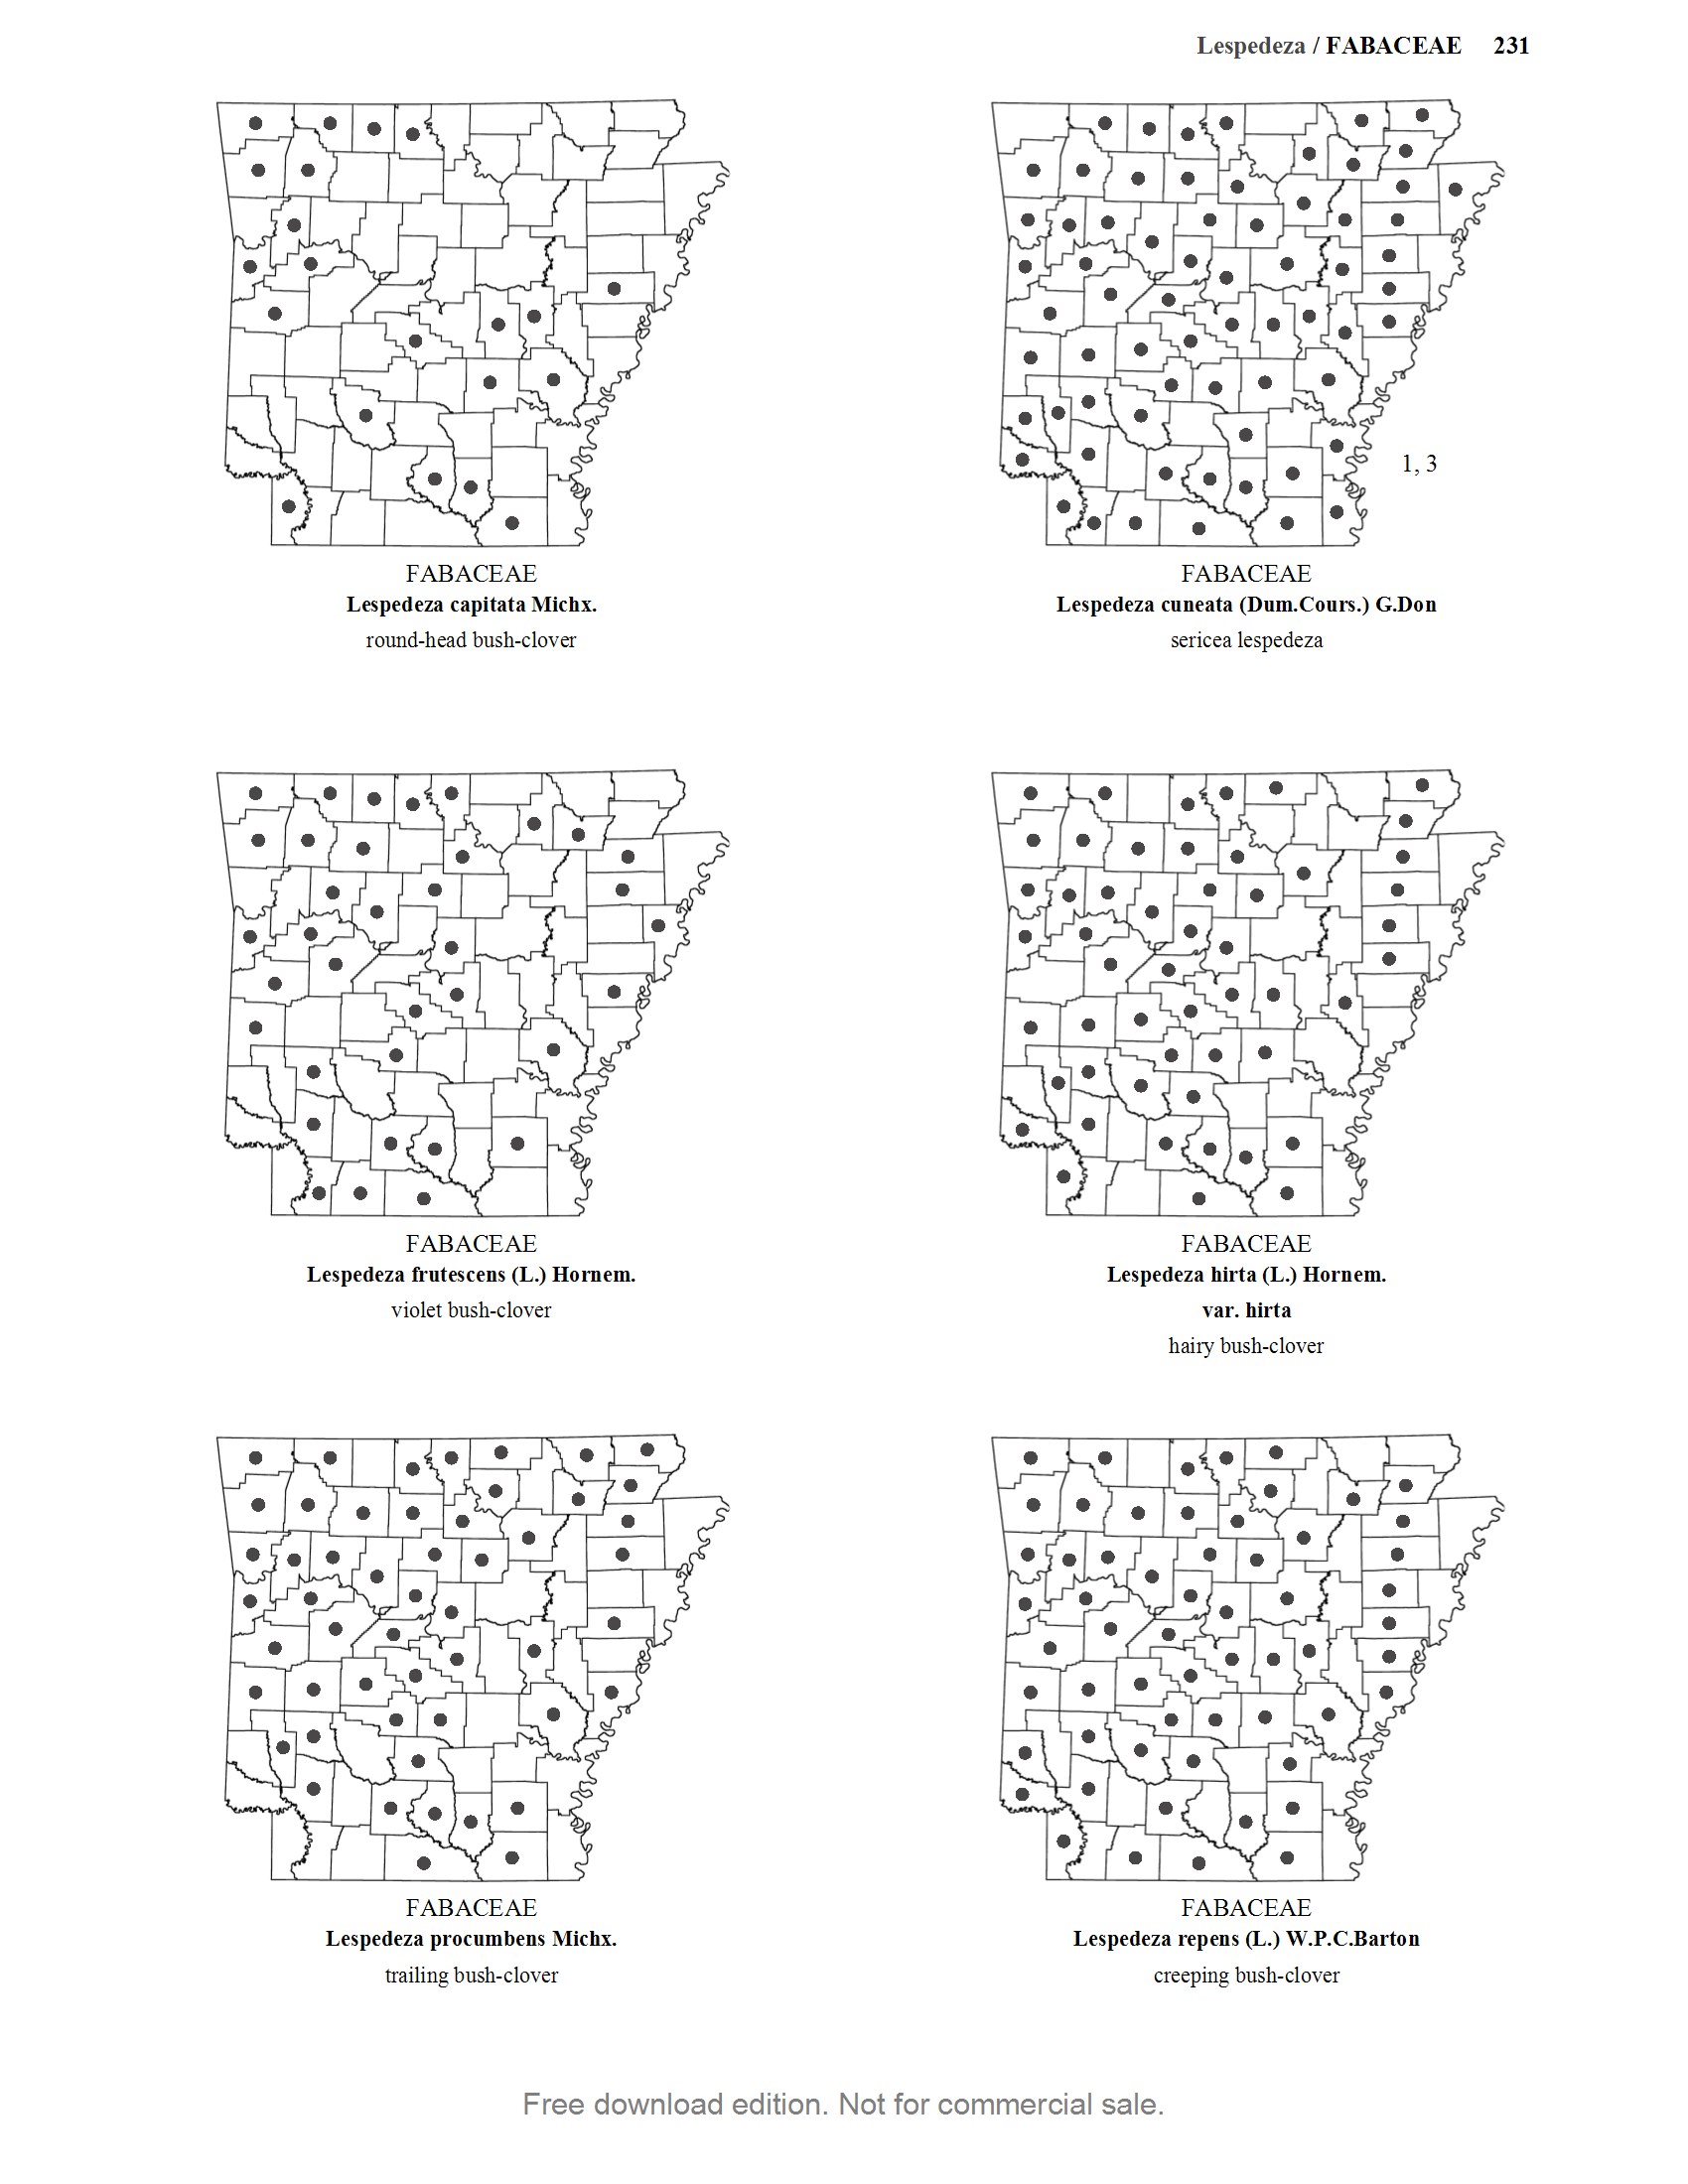 Lespedeza / FABACEAE 231
1, 3
FABACEAE
Lespedeza capitata Michx.
round-head bush-clover
FABACEAE
Lespedeza cuneata (Dum.Cours.) G.Don
sericea lespedeza
FABACEAE
Lespedeza frutescens (L.) Hornem.
violet bush-clover
FABACEAE
Lespedeza hirta (L.) Hornem.
var. hirta
hairy bush-clover
FABACEAE
Lespedeza procumbens Michx.
trailing bush-clover
FABACEAE
Lespedeza repens (L.) W.P.C.Barton
creeping bush-clover
Free download edition. Not for commercial sale.